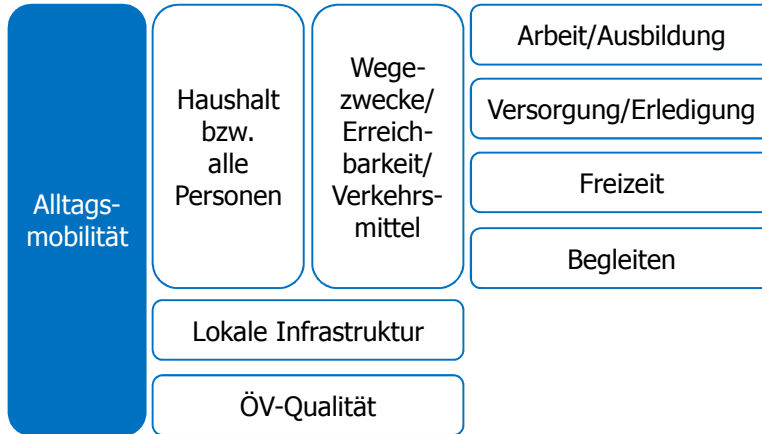 Alltags-
mobilität
Haushalt
bzw.
alle
Personen
Wege-
zwecke/
Erreich-
barkeit/
Verkehrs-
mittel
Arbeit/Ausbildung
Versorgung/Erledigung
Freizeit
Begleiten
Lokale Infrastruktur
ÖV-Qualität